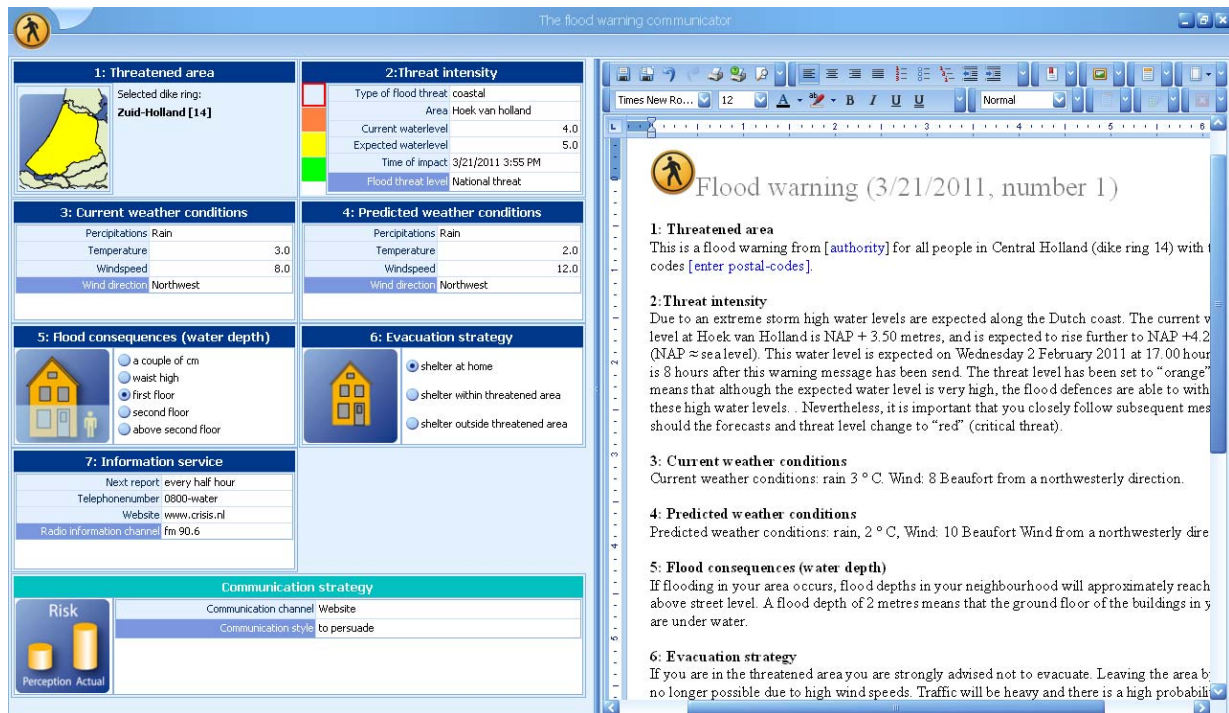 The flood warning communicator
1: Threatened area
Selected dike ring:
Zuid-Holland [14]
2:Threat intensity
Type of flood threat coastal
Area Hoek van holland
Current waterlevel 4.0
Expected waterlevel 5.0
Time of impact 3/21/2011 3:55 PM
Flood threat level National threat
3: Current weather conditions
Percipitations Rain
Temperature 3.0
Windspeed 8.0
Wind direction Northwest
4: Predicted weather conditions
Percipitations Rain
Temperature 2.0
Windspeed 12.0
Wind direction Northwest
5: Flood consequences (water depth)
a couple of cm
waist high
first floor
second floor
above second floor
6: Evacuation strategy
shelter at home
shelter within threatened area
shelter outside threatened area
7: Information service
Next report every half hour
Telephonenumber 0800-water
Website www.crisis.nl
Radio information channel fm 90.6
Communication strategy
Risk
Perception Actual
Communication channel Website
Communication style to persuade
Times New Ro... 12 A ab B I U U Normal
L 1 2 3 4 5 6
Flood warning (3/21/2011, number 1)
1: Threatened area
This is a flood warning from [authority] for all people in Central Holland (dike ring 14) with
codes [enter postal-codes].
2:Threat intensity
Due to an extreme storm high water levels are expected along the Dutch coast. The current
level at Hoek van Holland is NAP + 3.50 metres, and is expected to rise further to NAP +4.2
(NAP ≈ sea level). This water level is expected on Wednesday 2 February 2011 at 17.00 hour
is 8 hours after this warning message has been send. The threat level has been set to “orange”
means that although the expected water level is very high, the flood defences are able to with
these high water levels. . Nevertheless, it is important that you closely follow subsequent mes
should the forecasts and threat level change to “red” (critical threat).
3: Current weather conditions
Current weather conditions: rain 3 ° C. Wind: 8 Beaufort from a northwesterly direction.
4: Predicted weather conditions
Predicted weather conditions: rain, 2 ° C, Wind: 10 Beaufort Wind from a northwesterly dire
5: Flood consequences (water depth)
If flooding in your area occurs, flood depths in your neighbourhood will approximately reach
above street level. A flood depth of 2 metres means that the ground floor of the buildings in y
are under water.
6: Evacuation strategy
If you are in the threatened area you are strongly advised not to evacuate. Leaving the area b
no longer possible due to high wind speeds. Traffic will be heavy and there is a high probabili